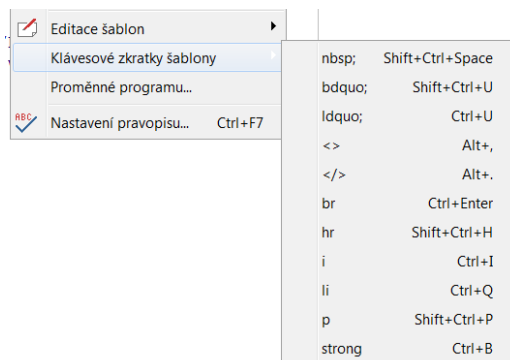 Editace šablon
Klávesové zkratky šablony
Proměnné programu...
ABC Nastavení pravopisu... Ctrl+F7
nbsp; Shift+Ctrl+Space
bdquo; Shift+Ctrl+U
ldquo; Ctrl+U
<> Alt+,
</> Alt+.
br Ctrl+Enter
hr Shift+Ctrl+H
i Ctrl+I
li Ctrl+Q
p Shift+Ctrl+P
strong Ctrl+B